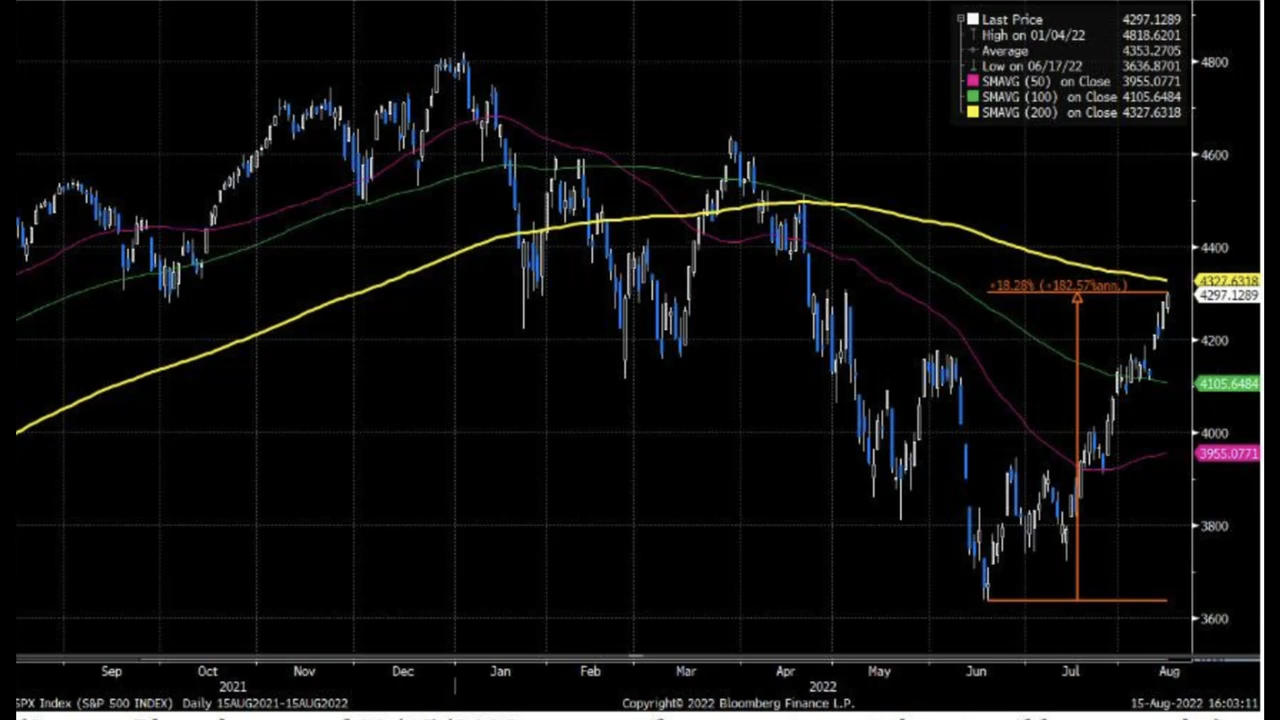 Last Price 4297.1289
High on 01/04/22 4818.6201
Average 4353.2705
Low on 06/17/22 3636.8701
SMAVG (50) on Close 3955.0771
SMAVG (100) on Close 4105.6484
SMAVG (200) on Close 4327.6318
4800
4600
4400
+18.28% (+182.57%ann.)
4327.6318
4297.1289
4200
4105.6484
4000
3955.0771
3800
3600
Sep Oct Nov Dec Jan Feb Mar Apr May Jun Jul Aug
2021 2022
SPX Index (S&P 500 INDEX) Daily 15AUG2021-15AUG2022 Copyright© 2022 Bloomberg Finance L.P. 15-Aug-2022 16:03:11